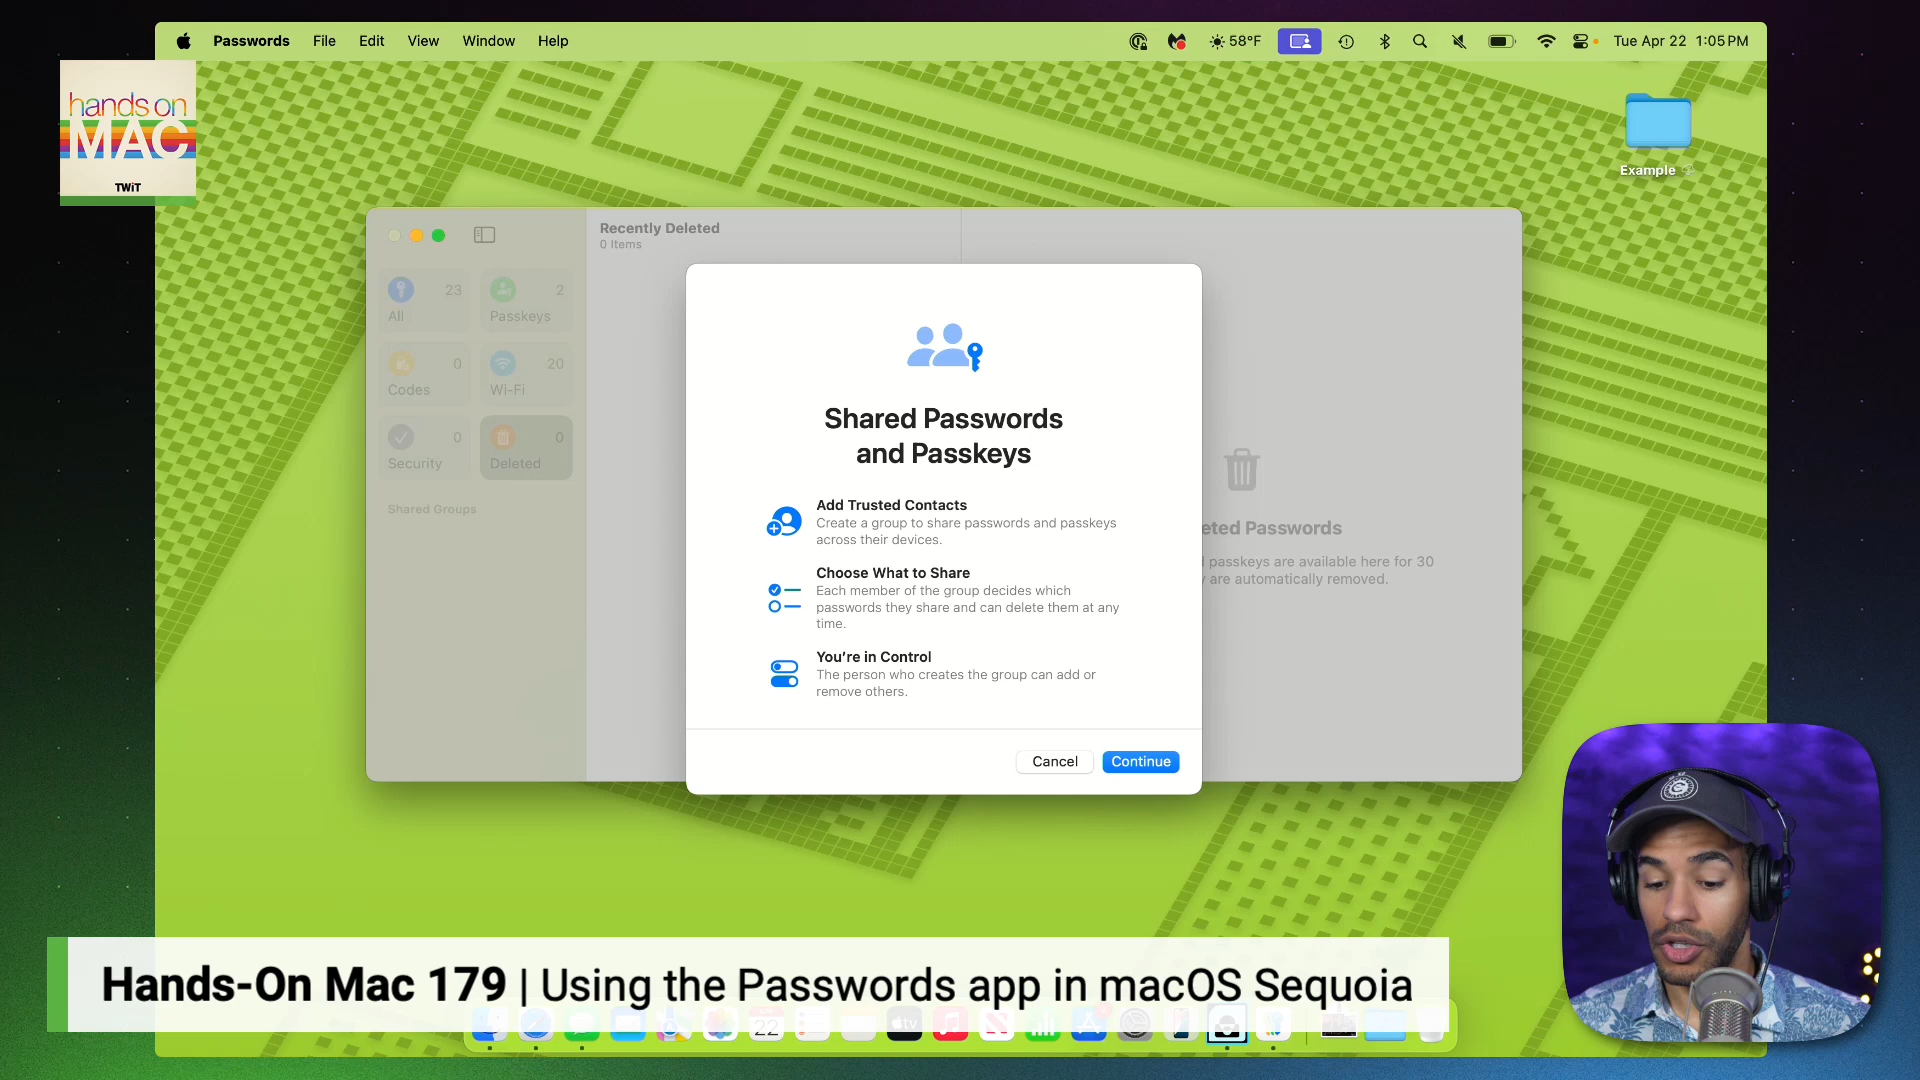 Passwords File Edit View Window Help 58°F Tue Apr 22 1:05 PM
hands on
MAC
TWiT
Example
Recently Deleted
0 Items
23
All
2
Passkeys
0
Codes
20
Wi-Fi
0
Security
0
Deleted
Shared Groups
Shared Passwords
and Passkeys
Add Trusted Contacts
Create a group to share passwords and passkeys
across their devices.
Choose What to Share
Each member of the group decides which
passwords they share and can delete them at any
time.
You're in Control
The person who creates the group can add or
remove others.
Cancel Continue
Passwords
passkeys are available here for 30
are automatically removed.
Hands-On Mac 179 | Using the Passwords app in macOS Sequoia
22
tv